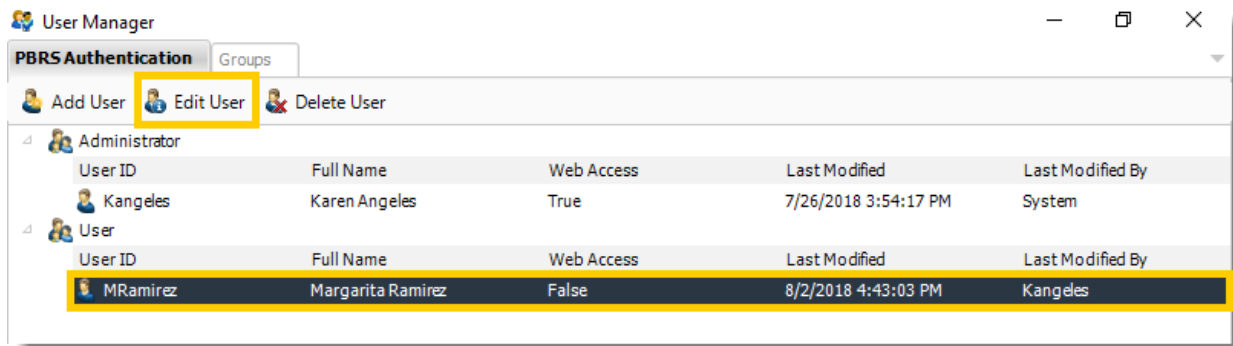 User Manager
PBRS Authentication Groups
Add User Edit User Delete User
Administrator
User ID Full Name Web Access Last Modified Last Modified By
Kangeles Karen Angeles True 7/26/2018 3:54:17 PM System
User
User ID Full Name Web Access Last Modified Last Modified By
MRamirez Margarita Ramirez False 8/2/2018 4:43:03 PM Kangeles